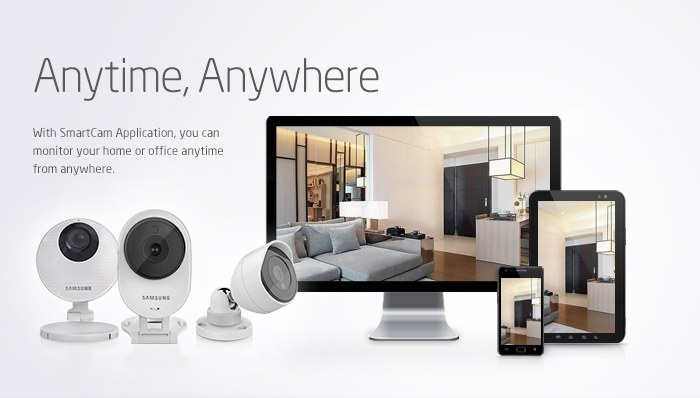 Anytime, Anywhere
With SmartCam Application, you can
monitor your home or office anytime
from anywhere.
SAMSUNG
SAMSUNG